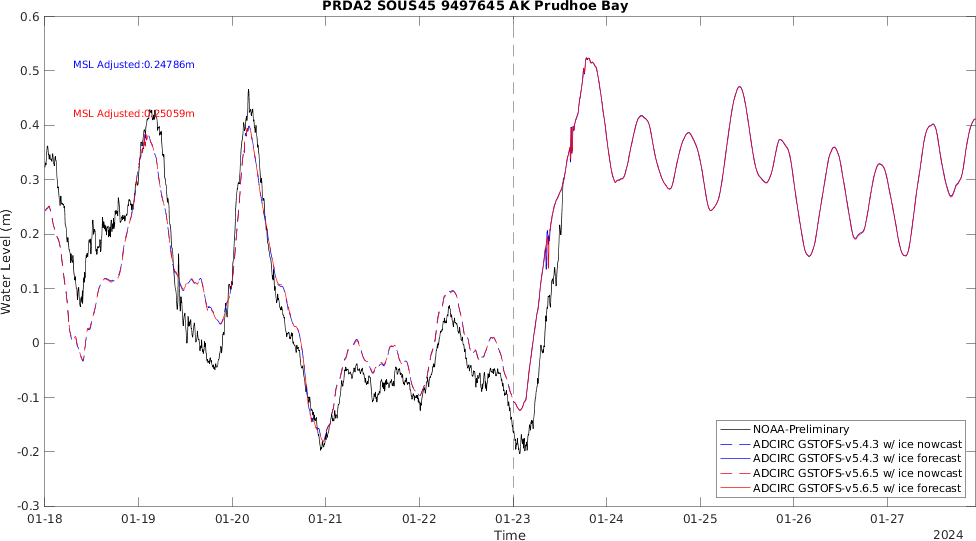 PRDA2 SOUS45 9497645 AK Prudhoe Bay
0.6
0.5
0.4
0.3
0.2
0.1
0
-0.1
-0.2
-0.3
Water Level (m)
MSL Adjusted:0.24786m
MSL Adjusted:0.25059m
NOAA-Preliminary
ADCIRC GSTOFS-v5.4.3 w/ ice nowcast
ADCIRC GSTOFS-v5.4.3 w/ ice forecast
ADCIRC GSTOFS-v5.6.5 w/ ice nowcast
ADCIRC GSTOFS-v5.6.5 w/ ice forecast
01-18 01-19 01-20 01-21 01-22 01-23 01-24 01-25 01-26 01-27
Time
2024